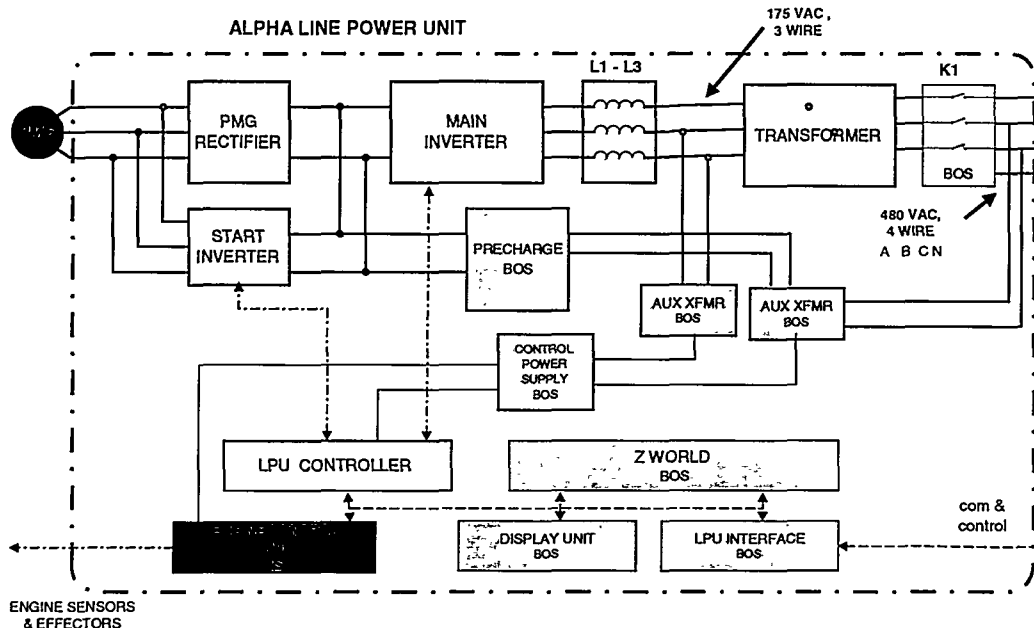 ALPHA LINE POWER UNIT
175 VAC ,
3 WIRE
L1 - L3
K1
PMG
RECTIFIER
MAIN
INVERTER
TRANSFORMER
BOS
480 VAC,
4 WIRE
A B C N
START
INVERTER
PRECHARGE
BOS
AUX XFMR
BOS
AUX XFMR
BOS
CONTROL
POWER
SUPPLY
BOS
LPU CONTROLLER
Z WORLD
BOS
com &
control
DISPLAY UNIT
BOS
LPU INTERFACE
BOS
ENGINE SENSORS
& EFFECTORS